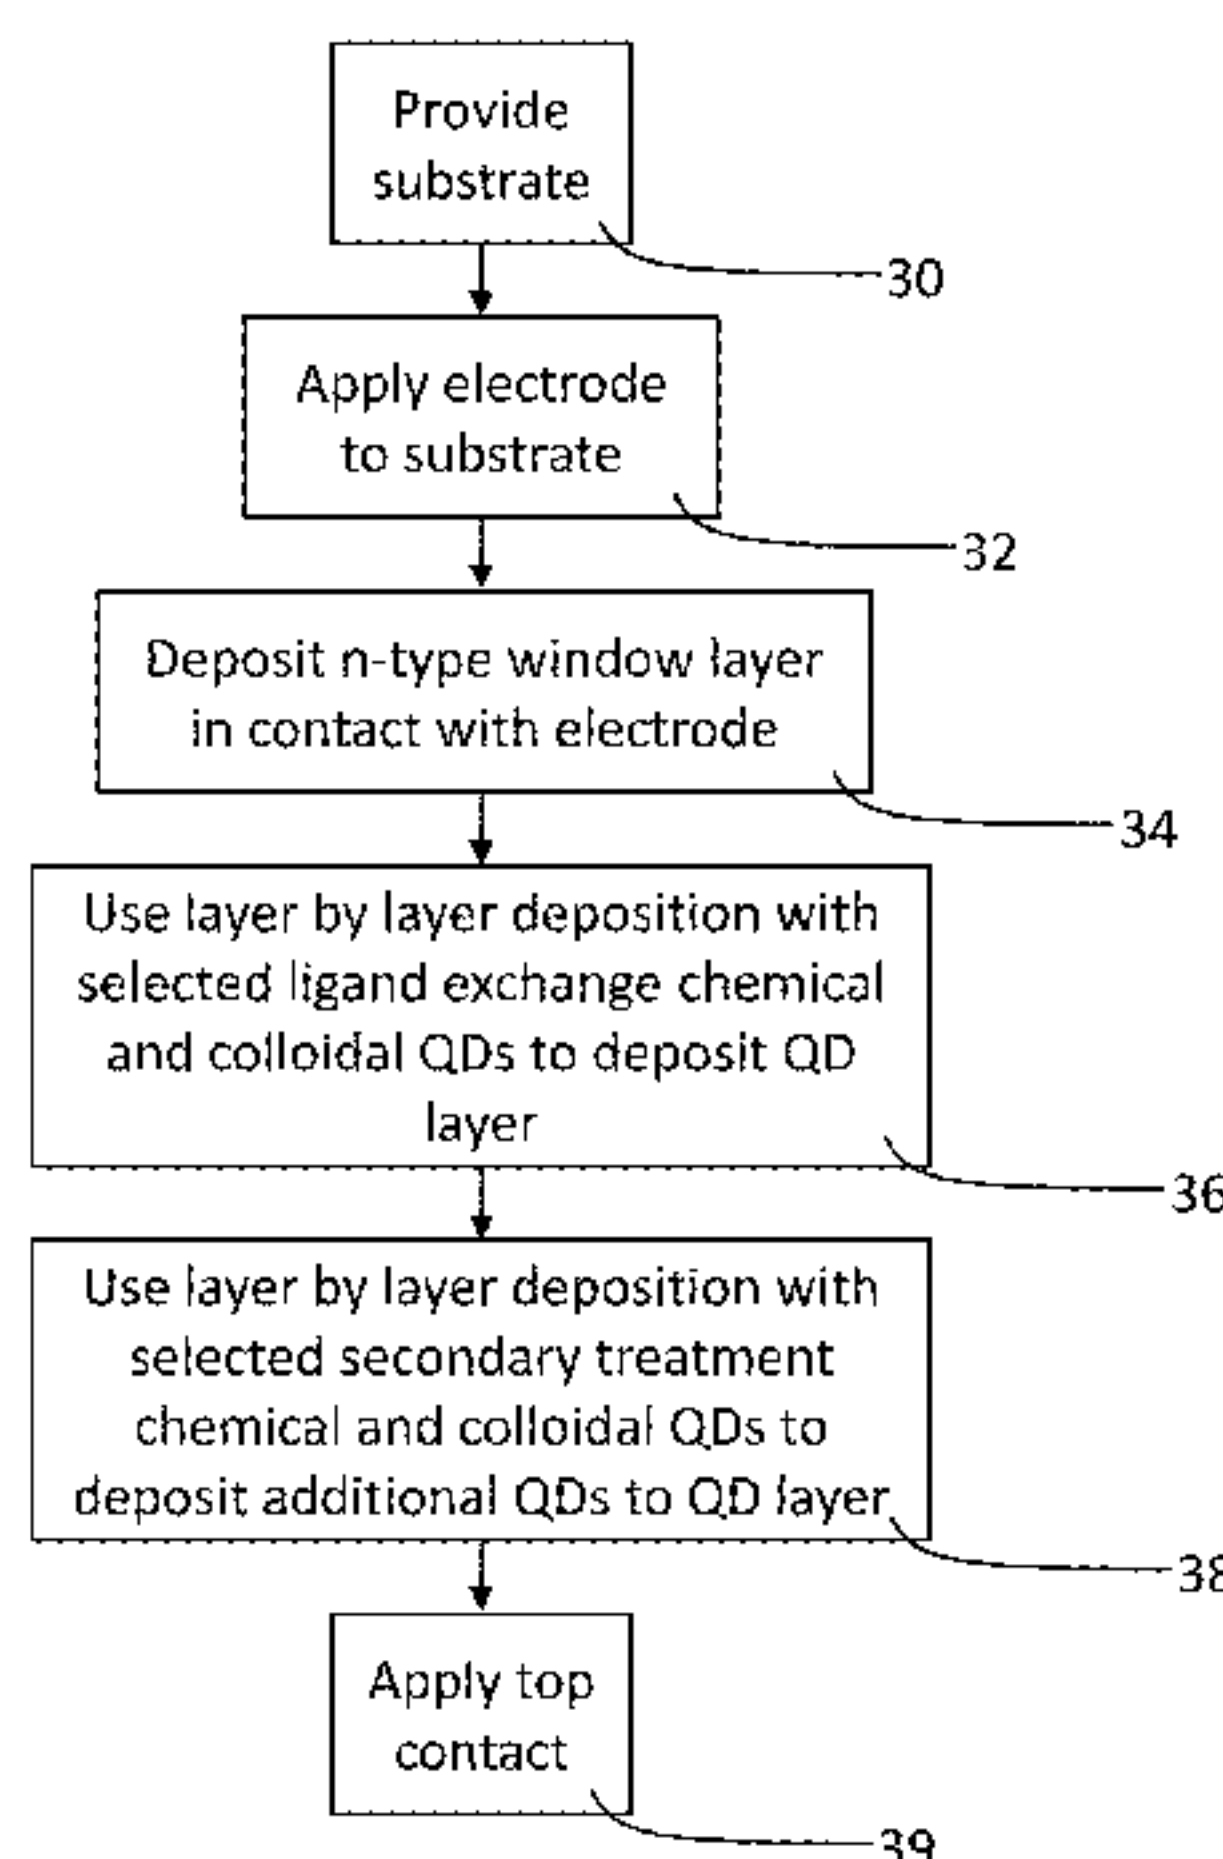 Provide
substrate
30
Apply electrode
to substrate
32
Deposit n-type window layer
in contact with electrode
34
Use layer by layer deposition with
selected ligand exchange chemical
and colloidal QDs to deposit QD
layer
36
Use layer by layer deposition with
selected secondary treatment
chemical and colloidal QDs to
deposit additional QDs to QD layer
38
Apply top
contact
39